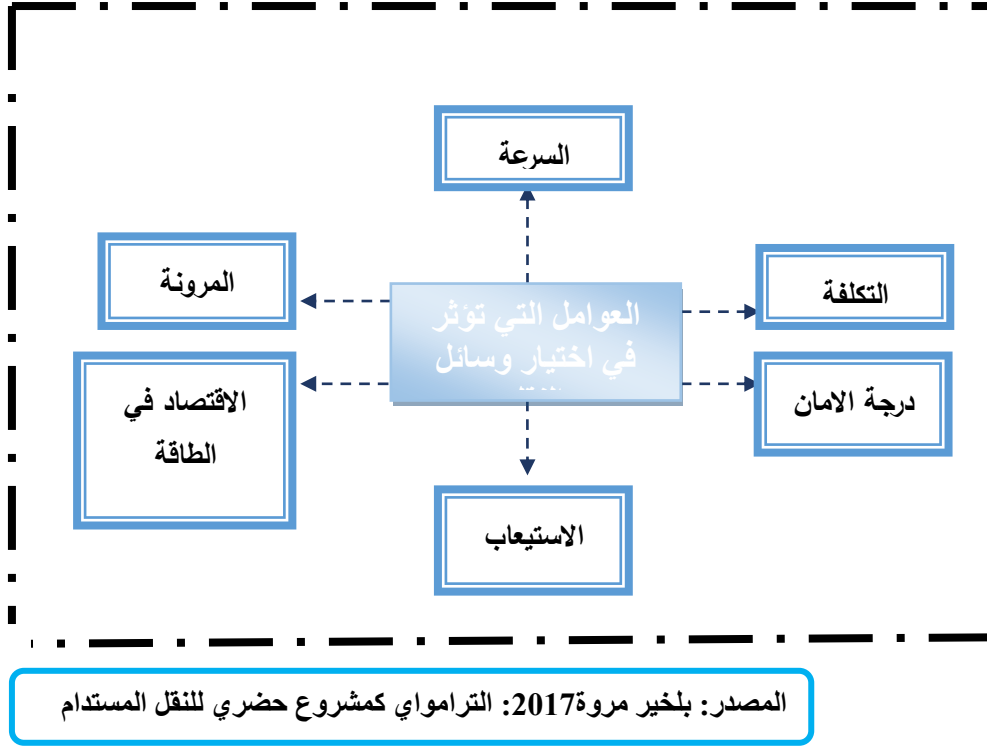 السرعة
التكلفة
المرونة
العوامل التي تؤثر
في اختيار وسائل
درجة الامان
الاقتصاد في
الطاقة
الاستيعاب
المصدر: بلخير مروة2017: الترامواي كمشروع حضري للنقل المستدام